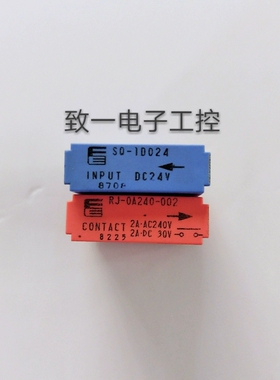 致一电子工控
SQ-1D024
INPUT DC24V
870A
RJ-0A240-002
CONTACT 2A·AC240V
2A·DC 30V
8225